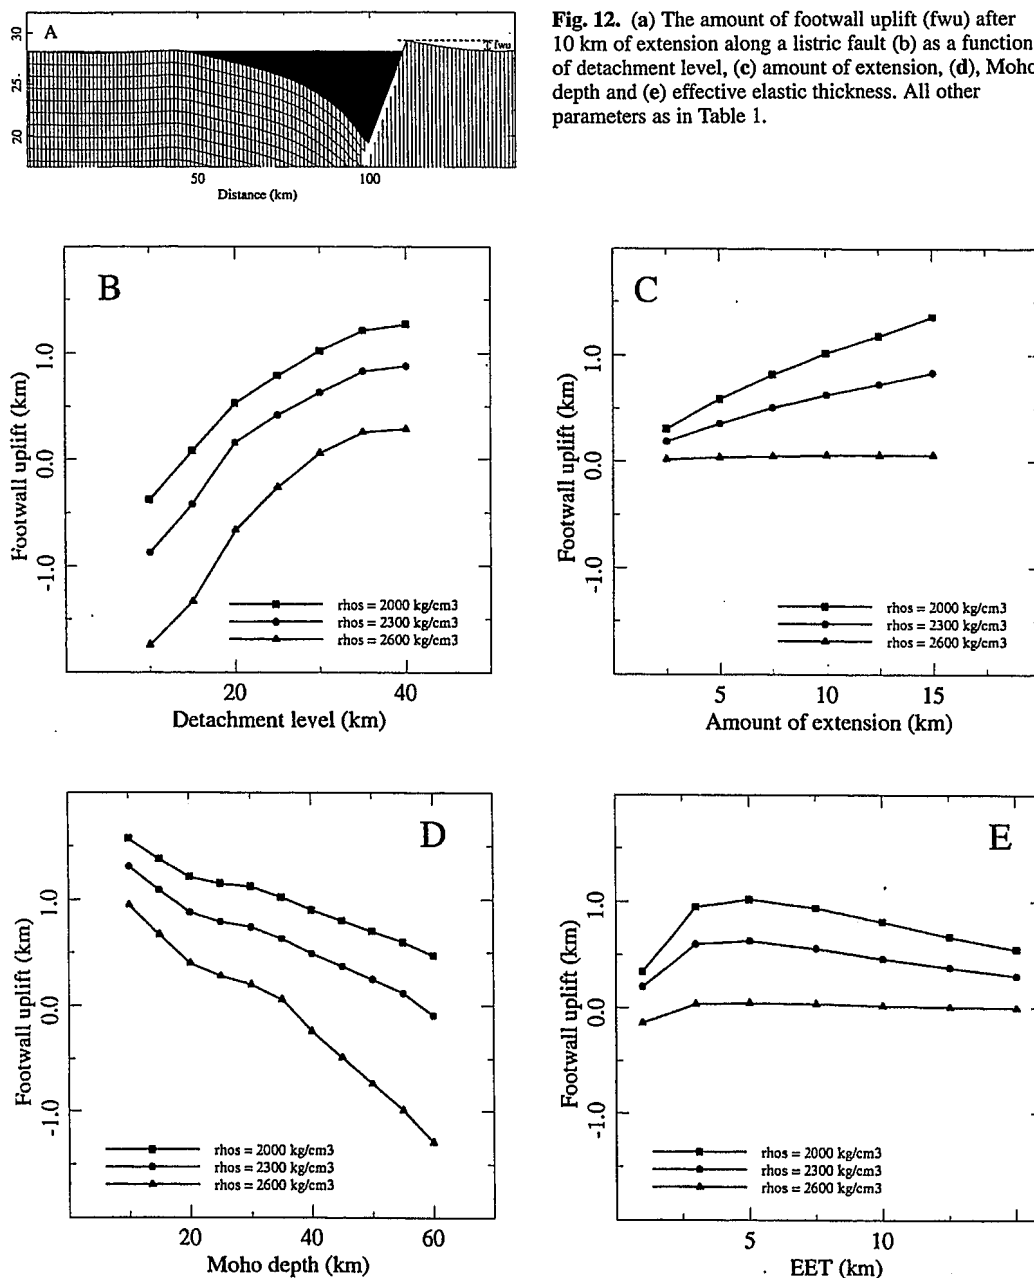 A
fwu
30
25
20
50
100
Distance (km)
Fig. 12. (a) The amount of footwall uplift (fwu) after
10 km of extension along a listric fault (b) as a function
of detachment level, (c) amount of extension, (d), Moho
depth and (e) effective elastic thickness. All other
parameters as in Table 1.
B
Footwall uplift (km)
1.0
0.0
-1.0
rhos = 2000 kg/cm3
rhos = 2300 kg/cm3
rhos = 2600 kg/cm3
20
40
Detachment level (km)
C
Footwall uplift (km)
1.0
0.0
-1.0
rhos = 2000 kg/cm3
rhos = 2300 kg/cm3
rhos = 2600 kg/cm3
5
10
15
Amount of extension (km)
D
Footwall uplift (km)
1.0
0.0
-1.0
rhos = 2000 kg/cm3
rhos = 2300 kg/cm3
rhos = 2600 kg/cm3
20
40
60
Moho depth (km)
E
Footwall uplift (km)
1.0
0.0
-1.0
rhos = 2000 kg/cm3
rhos = 2300 kg/cm3
rhos = 2600 kg/cm3
5
10
EET (km)